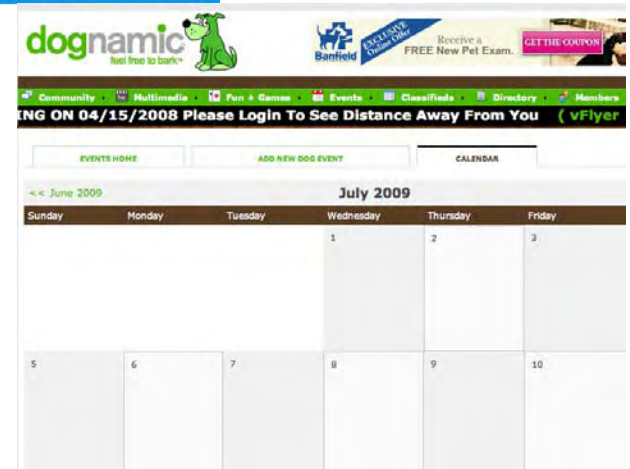 dognamic
feel free to bark™
Banfield
EXCLUSIVE
Online Offer
Receive a
FREE New Pet Exam.
GET THE COUPON
Community Multimedia Fun + Games Events Classifieds Directory Members
ING ON 04/15/2008 Please Login To See Distance Away From You ( vFlyer
EVENTS HOME ADD NEW DOG EVENT CALENDAR
<< June 2009 July 2009
Sunday Monday Tuesday Wednesday Thursday Friday
1 2 3
5 6 7 8 9 10